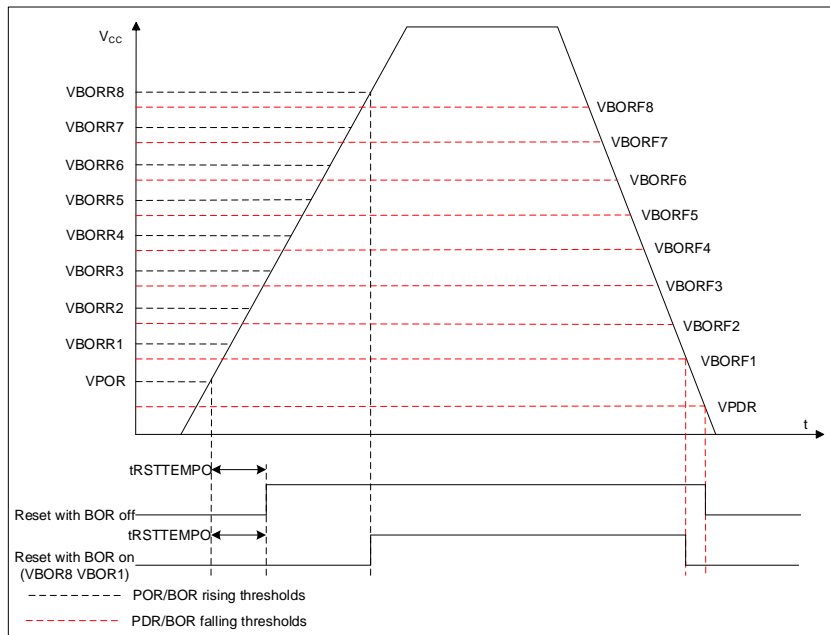 VCC
VBORR8
VBORF8
VBORR7
VBORF7
VBORR6
VBORF6
VBORR5
VBORF5
VBORR4
VBORF4
VBORR3
VBORF3
VBORR2
VBORF2
VBORR1
VBORF1
VPOR
VPDR
t
tRSTTEMPO
Reset with BOR off
tRSTTEMPO
Reset with BOR on
(VBOR8 VBOR1)
POR/BOR rising thresholds
PDR/BOR falling thresholds